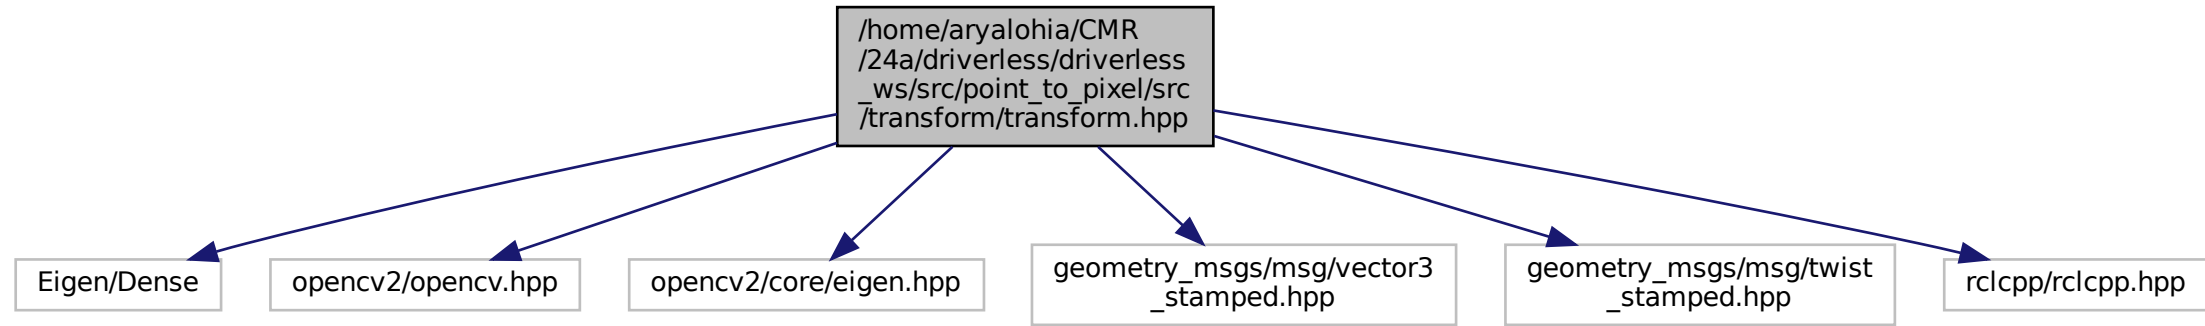 /home/aryalohia/CMR
/24a/driverless/driverless
_ws/src/point_to_pixel/src
/transform/transform.hpp
Eigen/Dense
opencv2/opencv.hpp
opencv2/core/eigen.hpp
geometry_msgs/msg/vector3
_stamped.hpp
geometry_msgs/msg/twist
_stamped.hpp
rclcpp/rclcpp.hpp